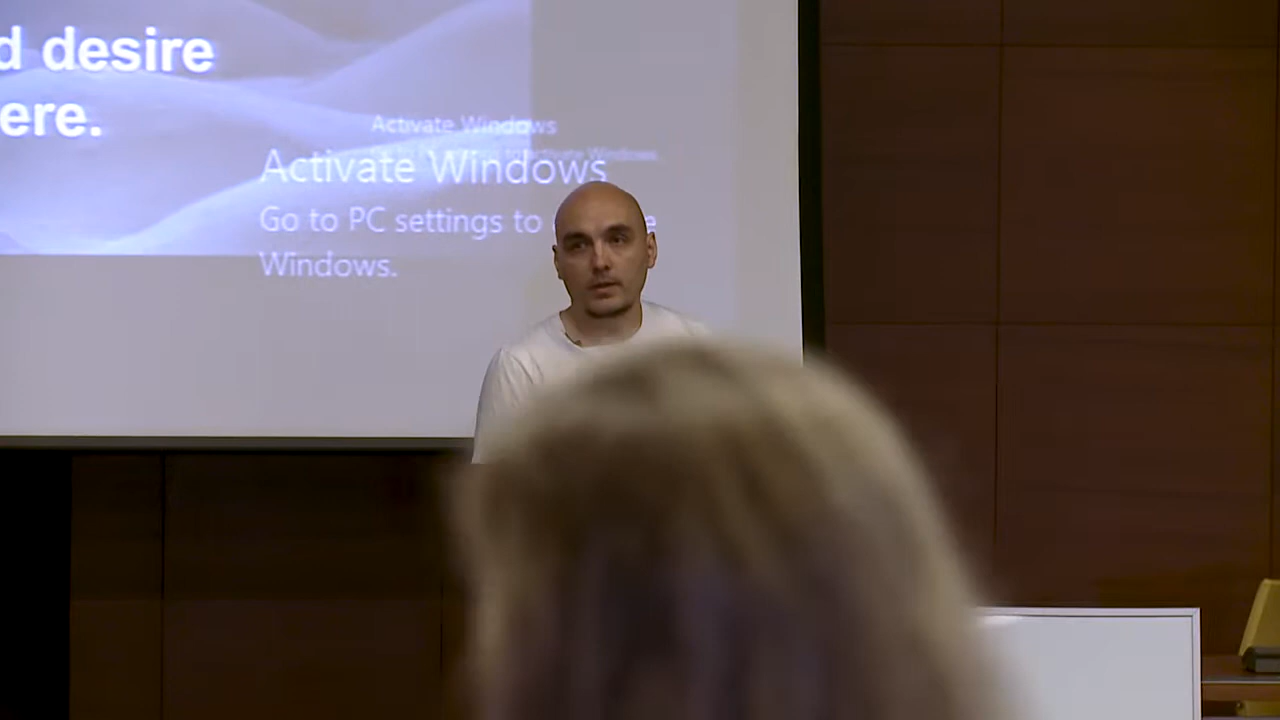 d desire
ere.
Activate Windows
Activate Windows
Go to PC settings to
Windows.